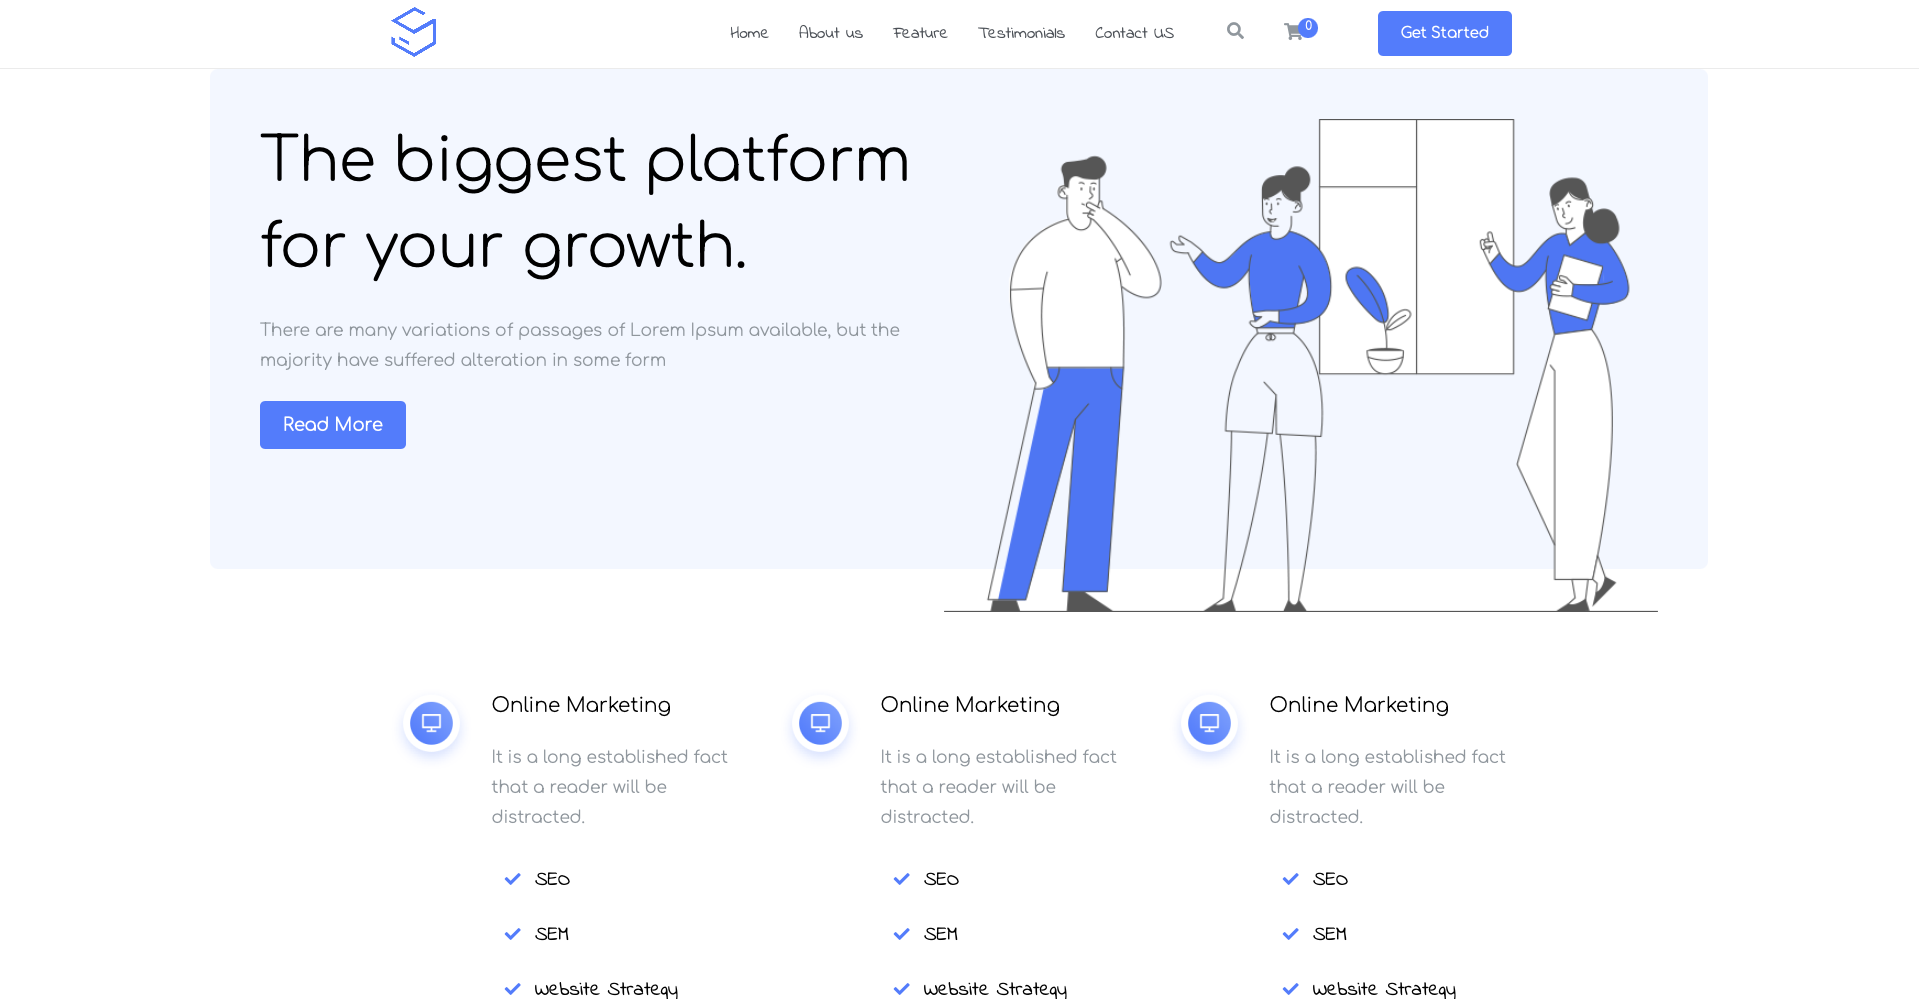 Home About us Feature Testimonials Contact US 0 Get Started
The biggest platform
for your growth.
There are many variations of passages of Lorem Ipsum available, but the
majority have suffered alteration in some form
Read More
Online Marketing
It is a long established fact
that a reader will be
distracted.
SEO
SEM
Website Strategy
Online Marketing
It is a long established fact
that a reader will be
distracted.
SEO
SEM
Website Strategy
Online Marketing
It is a long established fact
that a reader will be
distracted.
SEO
SEM
Website Strategy